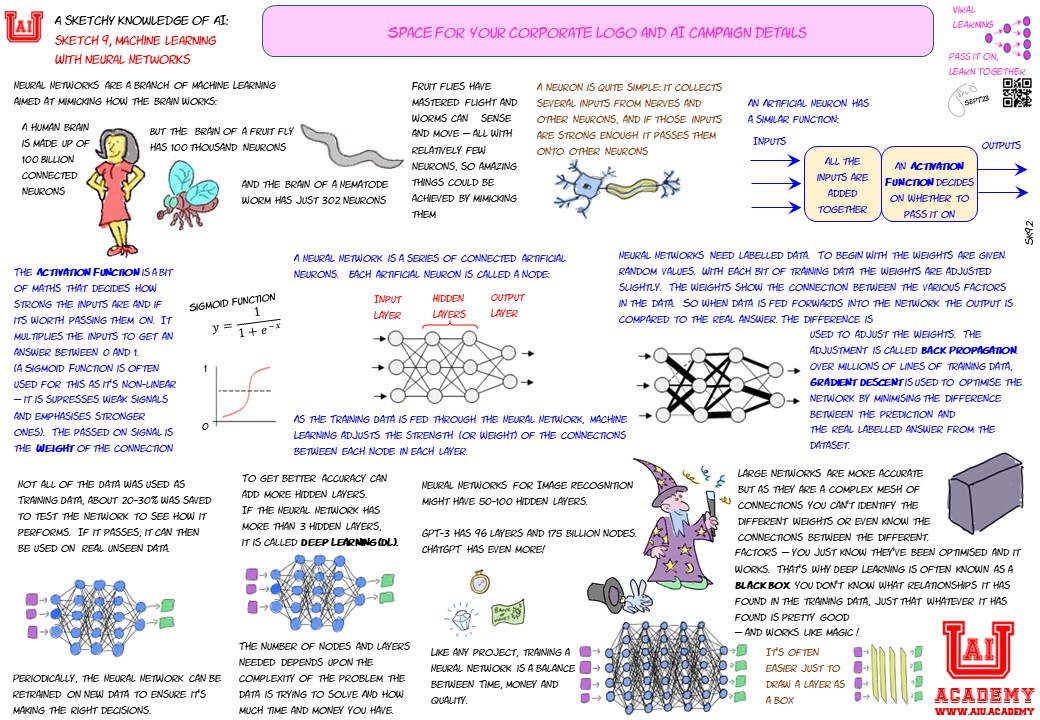 A SKETCHY KNOWLEDGE OF AI:
SKETCH 9, MACHINE LEARNING
WITH NEURAL NETWORKS
SPACE FOR YOUR CORPORATE LOGO AND AI CAMPAIGN DETAILS
VIRAL
LEARNING
PASS IT ON,
LEARN TOGETHER
SEPT23
AI
NEURAL NETWORKS ARE A BRANCH OF MACHINE LEARNING
AIMED AT MIMICKING HOW THE BRAIN WORKS:
A HUMAN BRAIN
IS MADE UP OF
100 BILLION
CONNECTED
NEURONS
BUT THE BRAIN OF A FRUIT FLY
HAS 100 THOUSAND NEURONS
AND THE BRAIN OF A NEMATODE
WORM HAS JUST 302 NEURONS
FRUIT FLIES HAVE
MASTERED FLIGHT AND
WORMS CAN SENSE
AND MOVE – ALL WITH
RELATIVELY FEW
NEURONS, SO AMAZING
THINGS COULD BE
ACHIEVED BY MIMICKING
THEM
A NEURON IS QUITE SIMPLE: IT COLLECTS
SEVERAL INPUTS FROM NERVES AND
OTHER NEURONS, AND IF THOSE INPUTS
ARE STRONG ENOUGH IT PASSES THEM
ONTO OTHER NEURONS
AN ARTIFICIAL NEURON HAS
A SIMILAR FUNCTION:
INPUTS
OUTPUTS
ALL THE
INPUTS ARE
ADDED
TOGETHER
AN ACTIVATION
FUNCTION DECIDES
ON WHETHER TO
PASS IT ON
SK9.2
THE ACTIVATION FUNCTION IS A BIT
OF MATHS THAT DECIDES HOW
STRONG THE INPUTS ARE AND IF
ITS WORTH PASSING THEM ON. IT
MULTIPLIES THE INPUTS TO GET AN
ANSWER BETWEEN 0 AND 1.
(A SIGMOID FUNCTION IS OFTEN
USED FOR THIS AS IT'S NON-LINEAR
– IT IS SUPRESSES WEAK SIGNALS
AND EMPHASISES STRONGER
ONES). THE PASSED ON SIGNAL IS
THE WEIGHT OF THE CONNECTION
SIGMOID FUNCTION
y = 1 / (1 + e^-x)
1
0
A NEURAL NETWORK IS A SERIES OF CONNECTED ARTIFICIAL
NEURONS. EACH ARTIFICIAL NEURON IS CALLED A NODE:
INPUT
LAYER
HIDDEN
LAYERS
OUTPUT
LAYER
AS THE TRAINING DATA IS FED THROUGH THE NEURAL NETWORK, MACHINE
LEARNING ADJUSTS THE STRENGTH (OR WEIGHT) OF THE CONNECTIONS
BETWEEN EACH NODE IN EACH LAYER.
NEURAL NETWORKS NEED LABELLED DATA. TO BEGIN WITH THE WEIGHTS ARE GIVEN
RANDOM VALUES. WITH EACH BIT OF TRAINING DATA THE WEIGHTS ARE ADJUSTED
SLIGHTLY. THE WEIGHTS SHOW THE CONNECTION BETWEEN THE VARIOUS FACTORS
IN THE DATA. SO WHEN DATA IS FED FORWARDS INTO THE NETWORK THE OUTPUT IS
COMPARED TO THE REAL ANSWER. THE DIFFERENCE IS
USED TO ADJUST THE WEIGHTS. THE
ADJUSTMENT IS CALLED BACK PROPAGATION.
OVER MILLIONS OF LINES OF TRAINING DATA,
GRADIENT DESCENT IS USED TO OPTIMISE THE
NETWORK BY MINIMISING THE DIFFERENCE
BETWEEN THE PREDICTION AND
THE REAL LABELLED ANSWER FROM THE
DATASET.
NOT ALL OF THE DATA WAS USED AS
TRAINING DATA, ABOUT 20-30% WAS SAVED
TO TEST THE NETWORK TO SEE HOW IT
PERFORMS. IF IT PASSES, IT CAN THEN
BE USED ON REAL UNSEEN DATA.
PERIODICALLY, THE NEURAL NETWORK CAN BE
RETRAINED ON NEW DATA TO ENSURE IT'S
MAKING THE RIGHT DECISIONS.
TO GET BETTER ACCURACY CAN
ADD MORE HIDDEN LAYERS.
IF THE NEURAL NETWORK HAS
MORE THAN 3 HIDDEN LAYERS,
IT IS CALLED DEEP LEARNING (DL).
THE NUMBER OF NODES AND LAYERS
NEEDED DEPENDS UPON THE
COMPLEXITY OF THE PROBLEM THE
DATA IS TRYING TO SOLVE AND HOW
MUCH TIME AND MONEY YOU HAVE.
NEURAL NETWORKS FOR IMAGE RECOGNITION
MIGHT HAVE 50-100 HIDDEN LAYERS.
GPT-3 HAS 96 LAYERS AND 175 BILLION NODES.
CHATGPT HAS EVEN MORE!
LIKE ANY PROJECT, TRAINING A
NEURAL NETWORK IS A BALANCE
BETWEEN TIME, MONEY AND
QUALITY.
LARGE NETWORKS ARE MORE ACCURATE
BUT AS THEY ARE A COMPLEX MESH OF
CONNECTIONS YOU CAN'T IDENTIFY THE
DIFFERENT WEIGHTS OR EVEN KNOW THE
CONNECTIONS BETWEEN THE DIFFERENT.
FACTORS – YOU JUST KNOW THEY'VE BEEN OPTIMISED AND IT
WORKS. THAT'S WHY DEEP LEARNING IS OFTEN KNOWN AS A
BLACK BOX. YOU DON'T KNOW WHAT RELATIONSHIPS IT HAS
FOUND IN THE TRAINING DATA, JUST THAT WHATEVER IT HAS
FOUND IS PRETTY GOOD
– AND WORKS LIKE MAGIC!
IT'S OFTEN
EASIER JUST TO
DRAW A LAYER AS
A BOX
AI
ACADEMY
WWW.AIU.ACADEMY